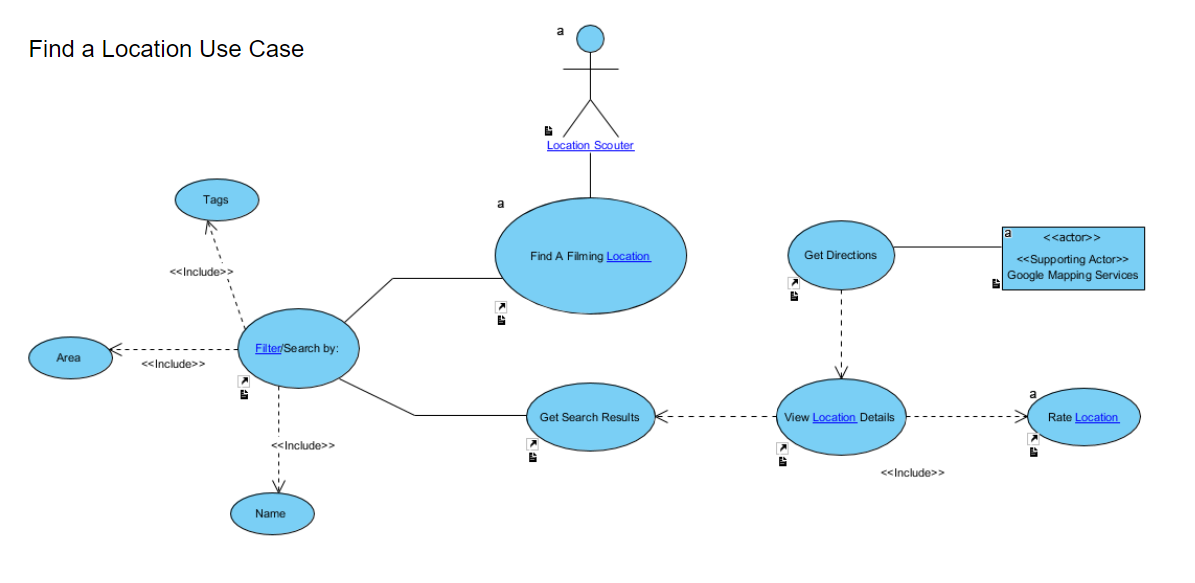 Find a Location Use Case
a
Location Scouter
Tags
a
Find A Filming Location
Get Directions
a
<<actor>>
<<Supporting Actor>>
Google Mapping Services
<<Include>>
Filter/Search by:
Area
<<Include>>
Get Search Results
View Location Details
a
Rate Location
<<Include>>
<<Include>>
Name